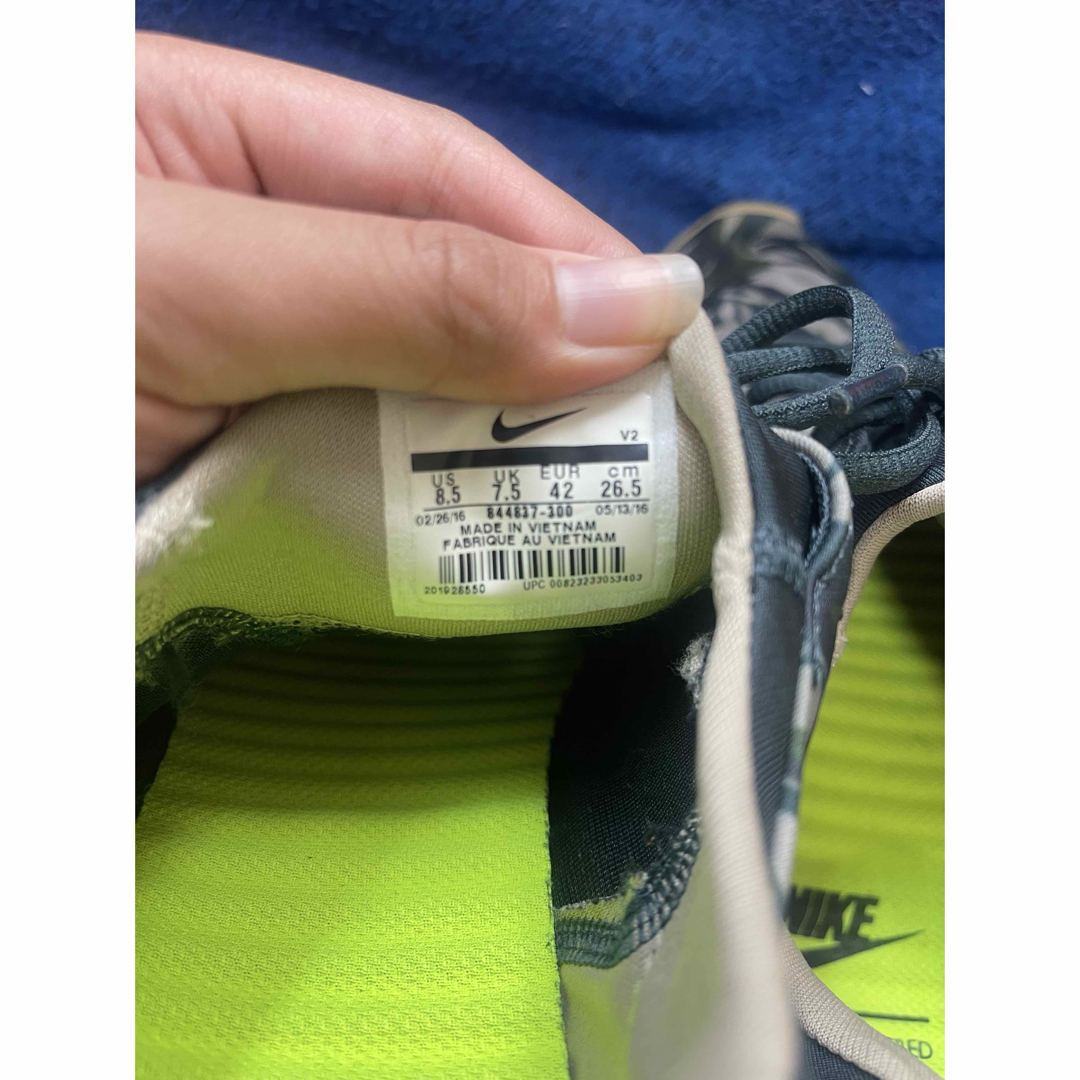 V2
US UK EUR cm
8.5 7.5 42 26.5
02/26/16 844837-300 05/13/16
MADE IN VIETNAM
FABRIQUE AU VIETNAM
201928550 UPC 00823233053403
NIKE